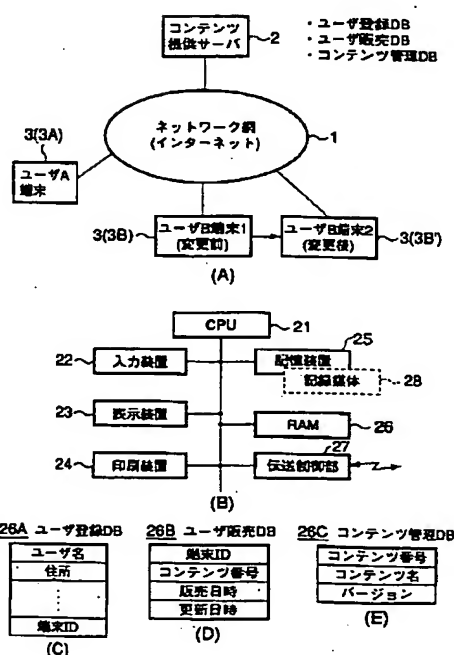 コンテンツ
提供サーバ
2
・ユーザ登録DB
・ユーザ販売DB
・コンテンツ管理DB
ネットワーク網
(インターネット)
1
3(3A)
ユーザA
端末
ユーザB端末1
(変更前)
3(3B)
ユーザB端末2
(変更後)
3(3B')
(A)
CPU
21
22
入力装置
25
記憶装置
記録媒体
28
23
表示装置
RAM
26
24
印刷装置
27
伝送制御部
(B)
26A ユーザ登録DB
ユーザ名
住所
端末ID
(C)
26B ユーザ販売DB
端末ID
コンテンツ番号
販売日時
更新日時
(D)
26C コンテンツ管理DB
コンテンツ番号
コンテンツ名
バージョン
(E)